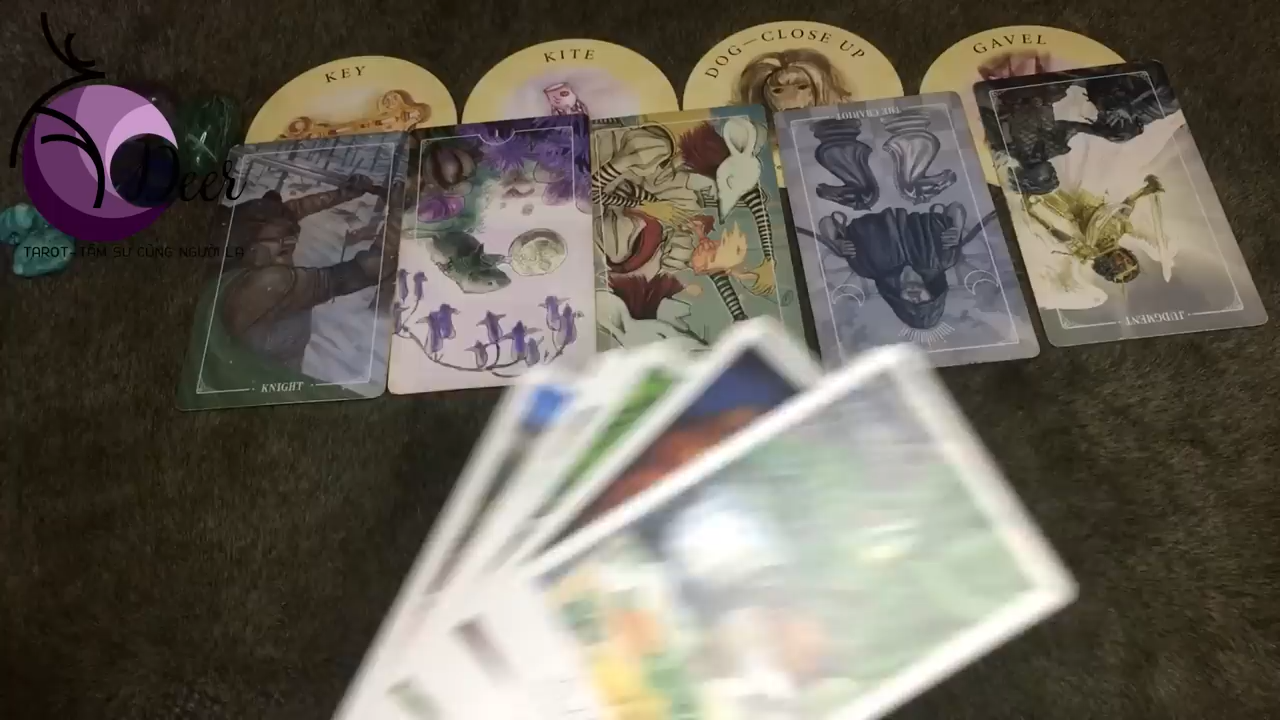 KEY
KITE
DOG—CLOSE UP
GAVEL
Deer
TAROT-TÂM SỰ CÙNG NGƯỜI LẠ
THE CHARIOT
KNIGHT
JUDGMENT